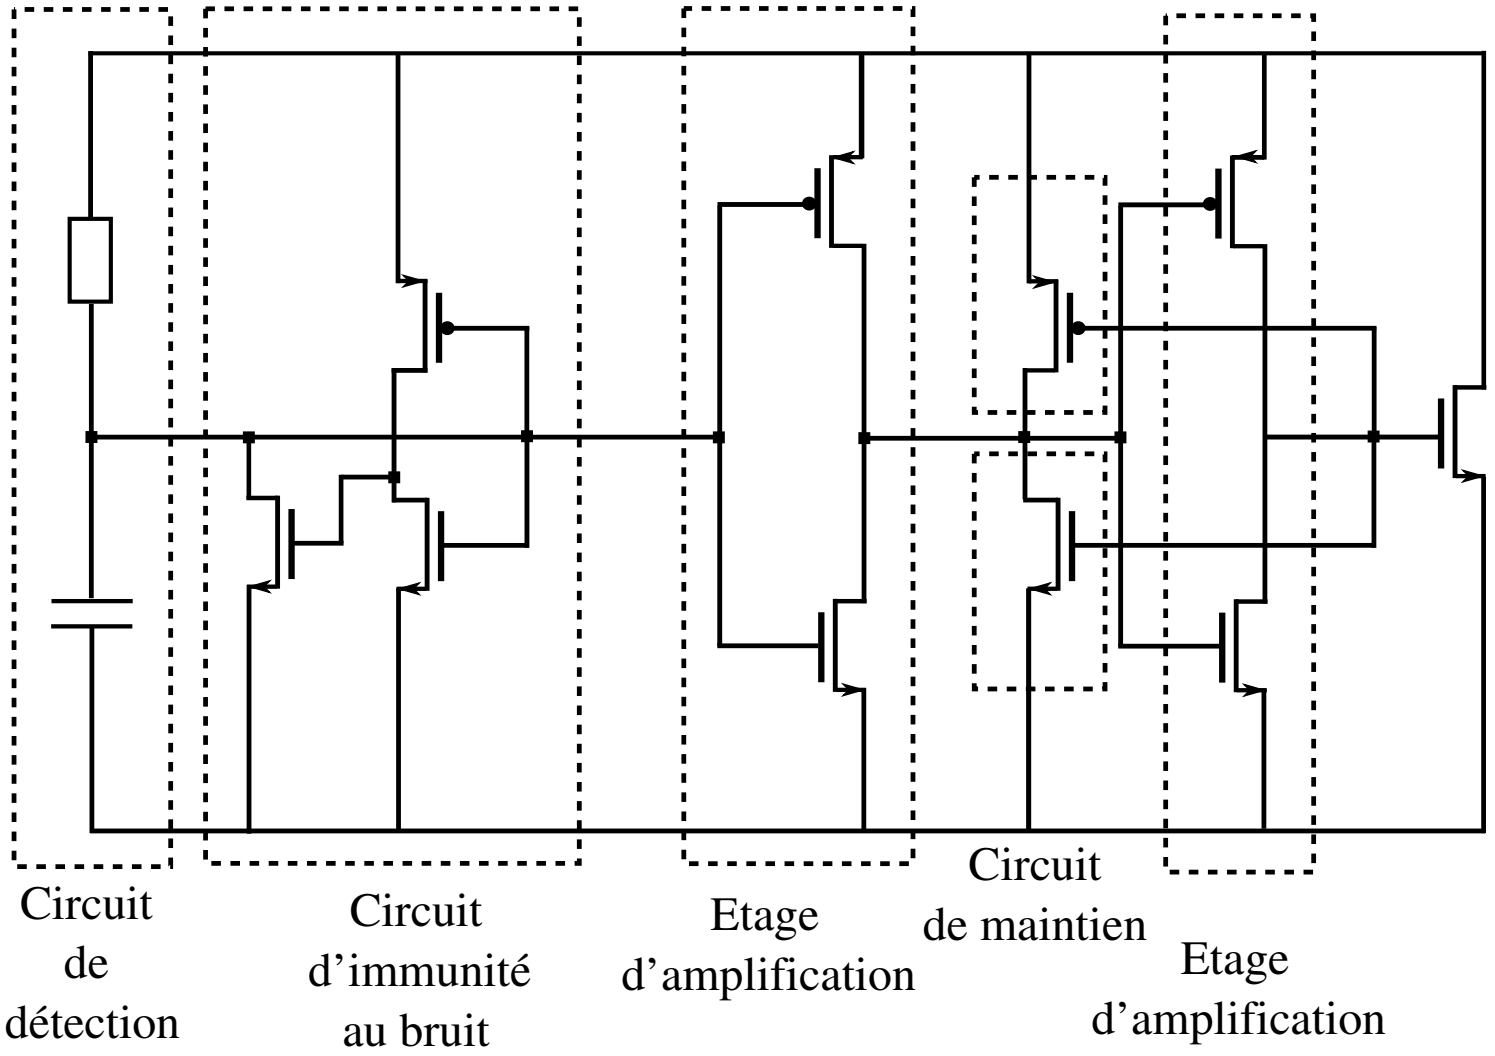 Circuit
de
détection
Circuit
d'immunité
au bruit
Etage
d'amplification
Circuit
de maintien
Etage
d'amplification